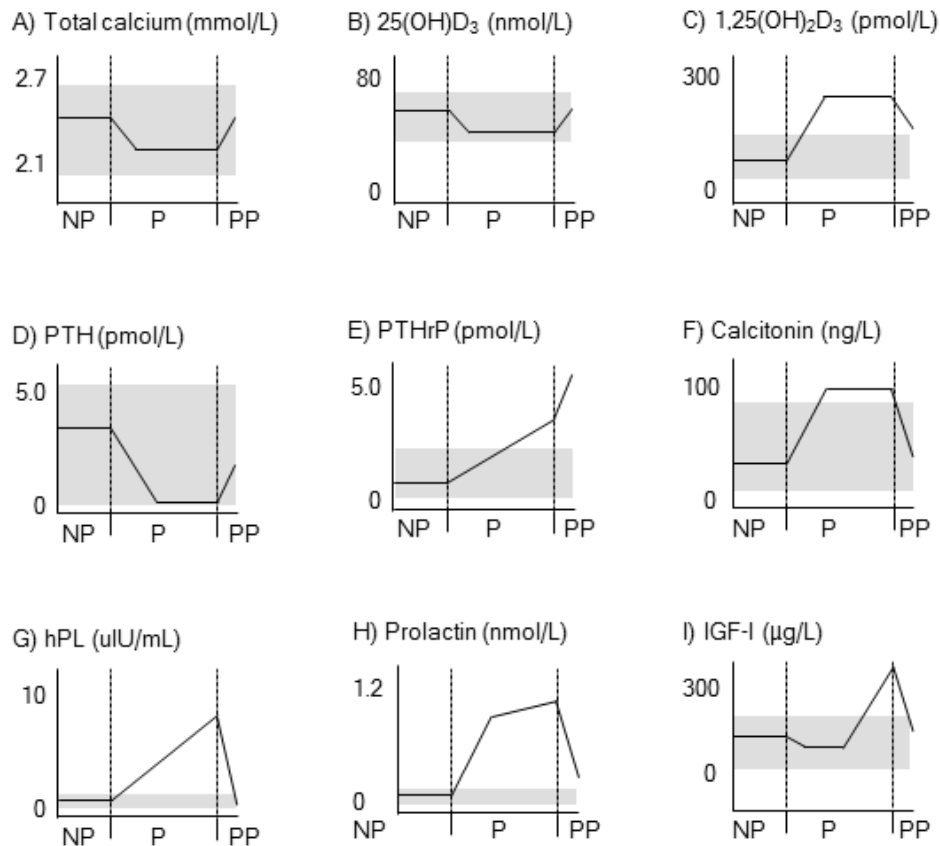 A) Total calcium (mmol/L)
2.7
2.1
NP P PP
B) 25(OH)D₃ (nmol/L)
80
0
NP P PP
C) 1,25(OH)₂D₃ (pmol/L)
300
0
NP P PP
D) PTH (pmol/L)
5.0
0
NP P PP
E) PTHrP (pmol/L)
5.0
0
NP P PP
F) Calcitonin (ng/L)
100
0
NP P PP
G) hPL (uIU/mL)
10
0
NP P PP
H) Prolactin (nmol/L)
1.2
0
NP P PP
I) IGF-I (µg/L)
300
0
NP P PP